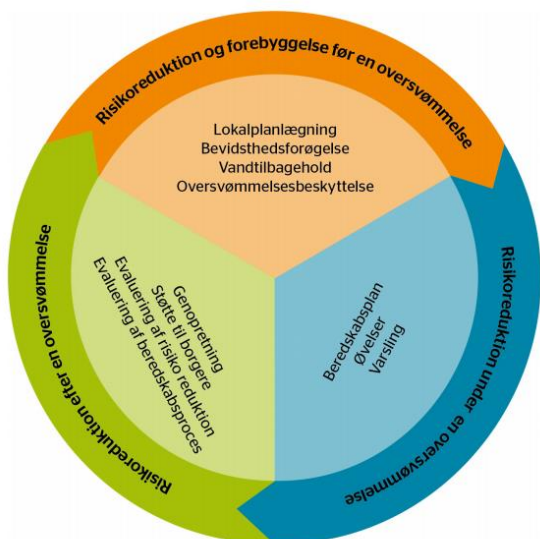 Risikoreduktion og forebyggelse før en oversvømmelse
Lokalplanlægning
Bevidsthedsforøgelse
Vandtilbagehold
Oversvømmelsesbeskyttelse
Risikoreduktion under en oversvømmelse
Beredskabsplan
Øvelser
Varsling
Risikoreduktion efter en oversvømmelse
Genopretning
Støtte til borgere
Evaluering af risiko reduktion
Evaluering af beredskabsproces